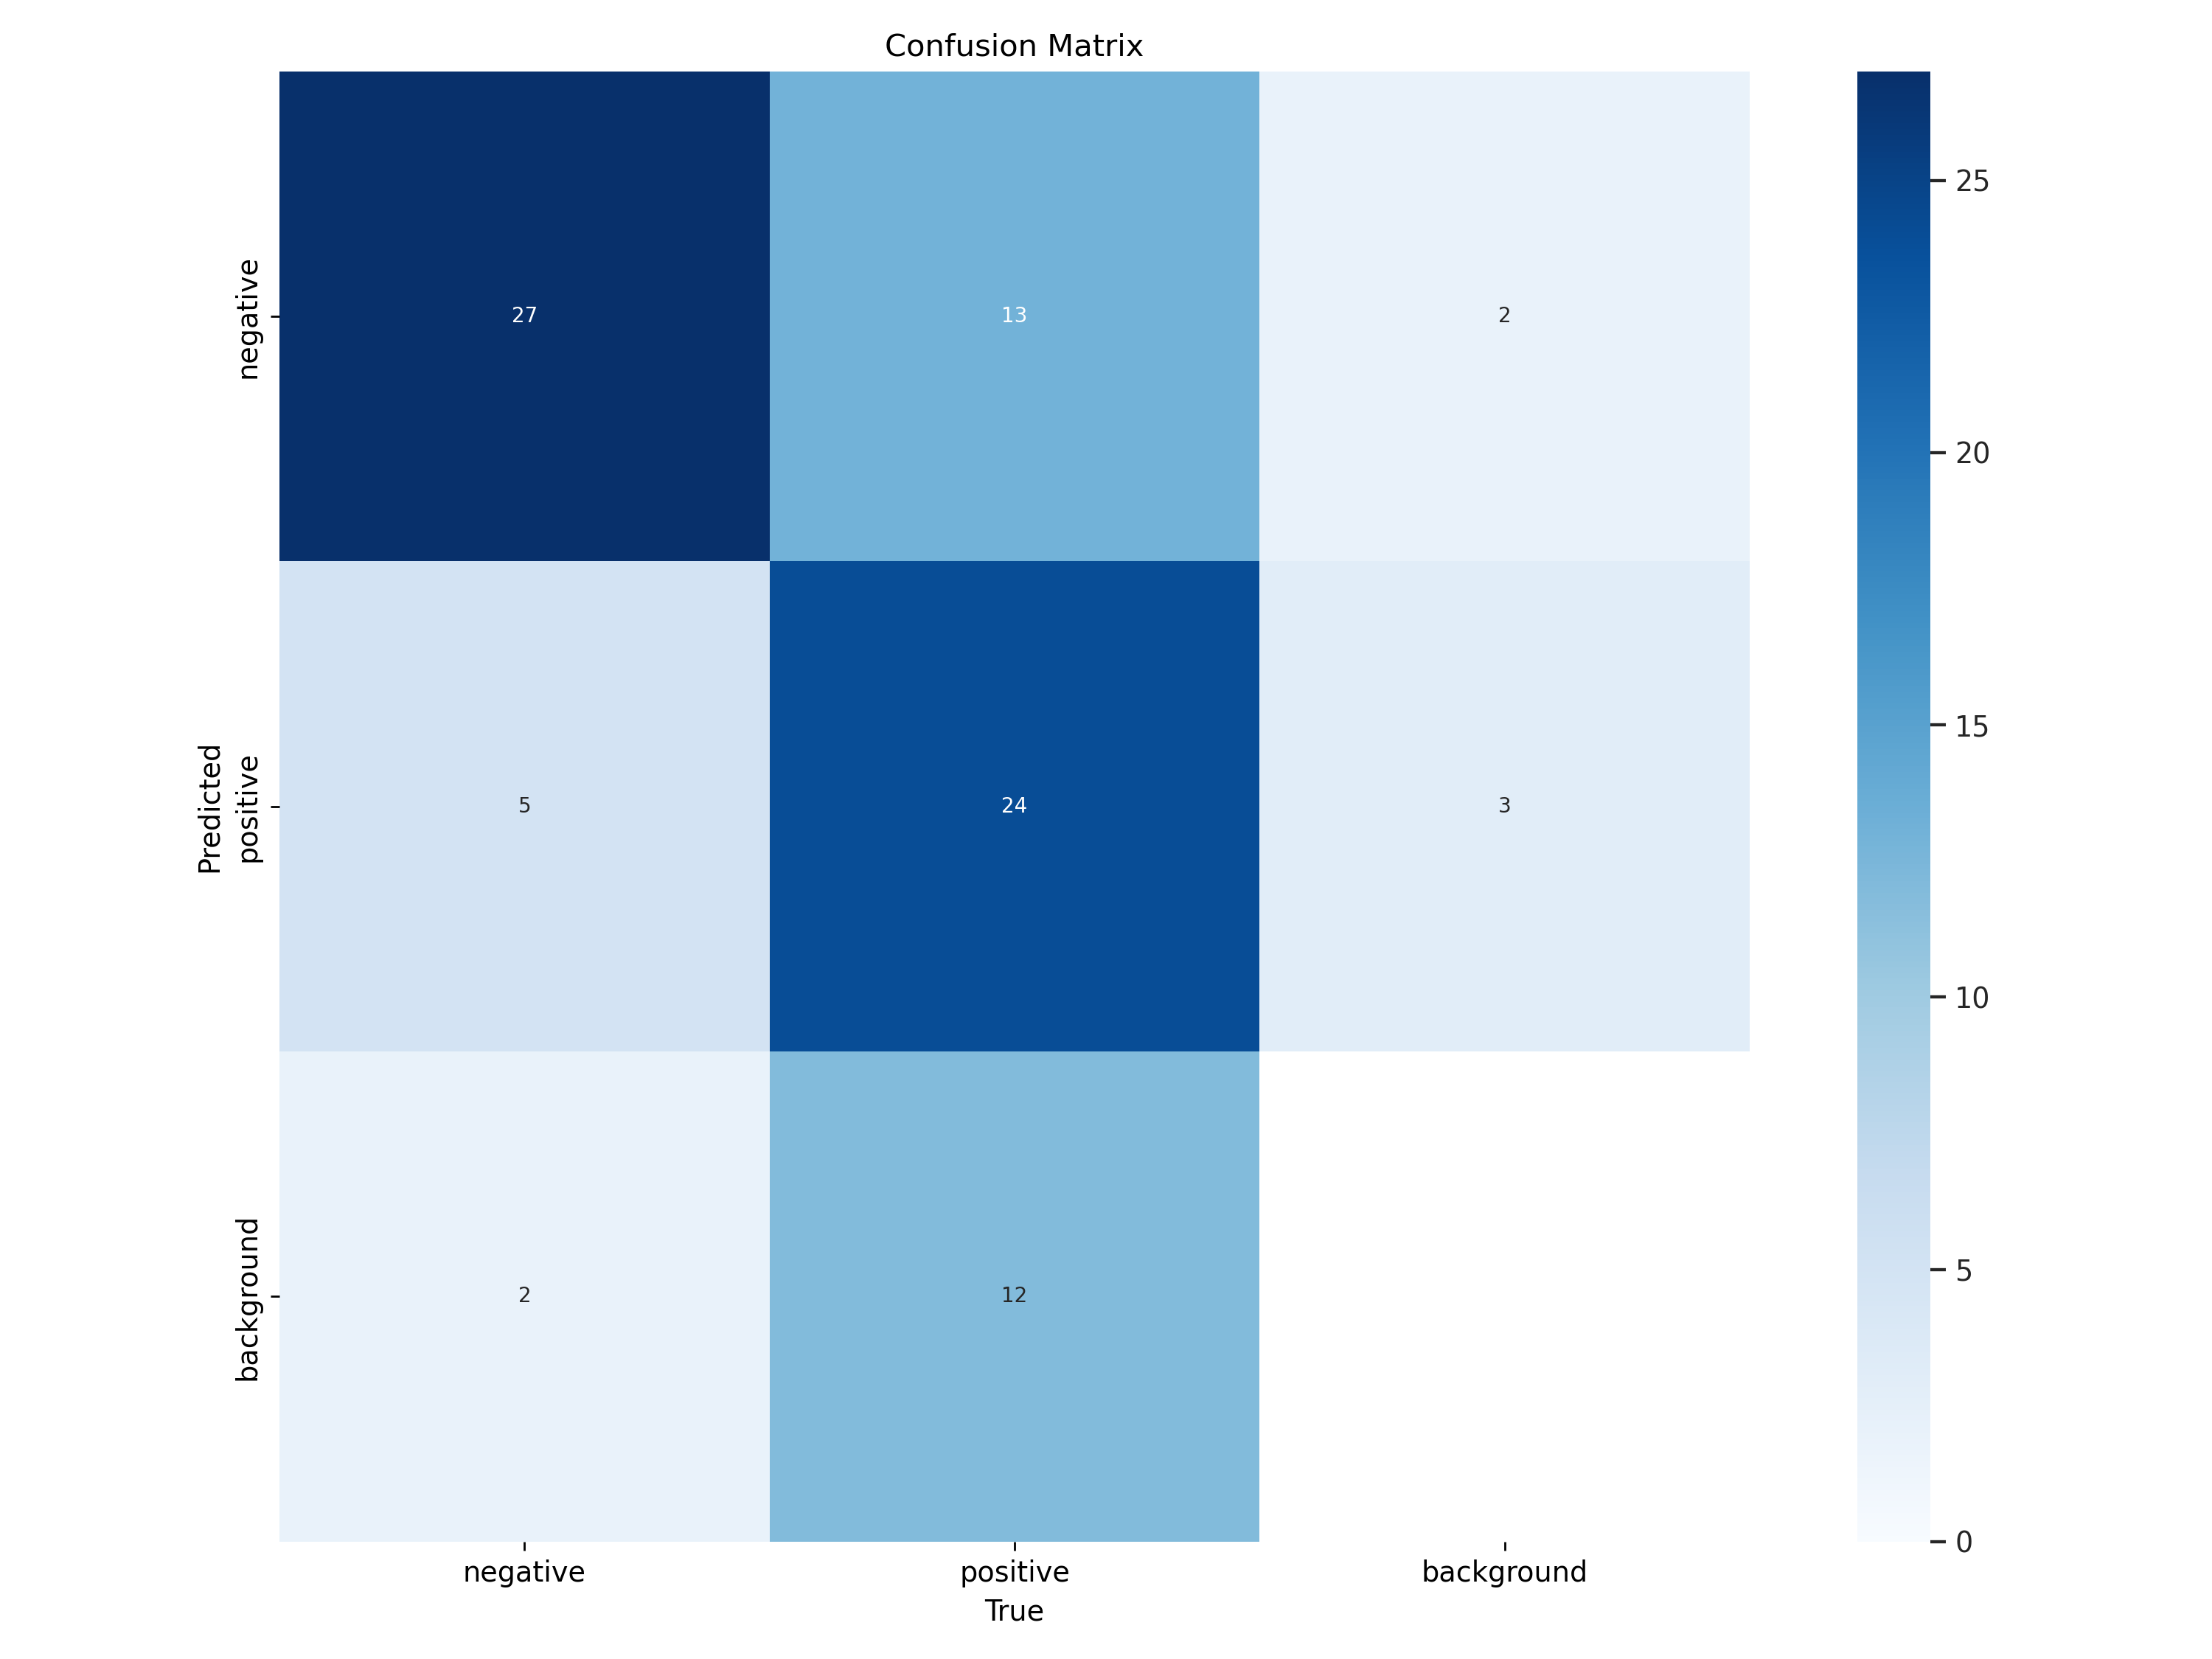 Confusion Matrix
negative
27 13 2
Predicted
positive
5 24 3
background
2 12
negative positive background
True
25
20
15
10
5
0